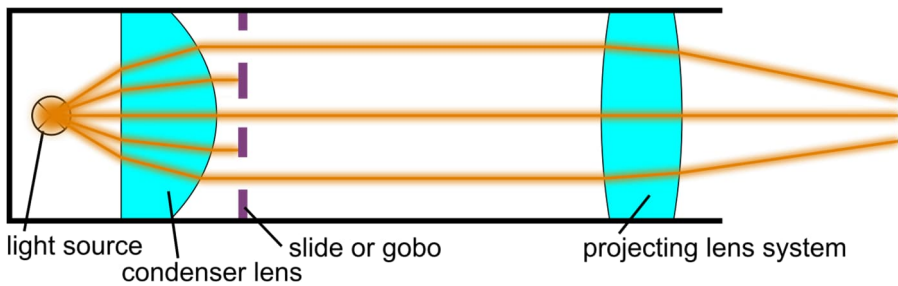 light source
condenser lens
slide or gobo
projecting lens system